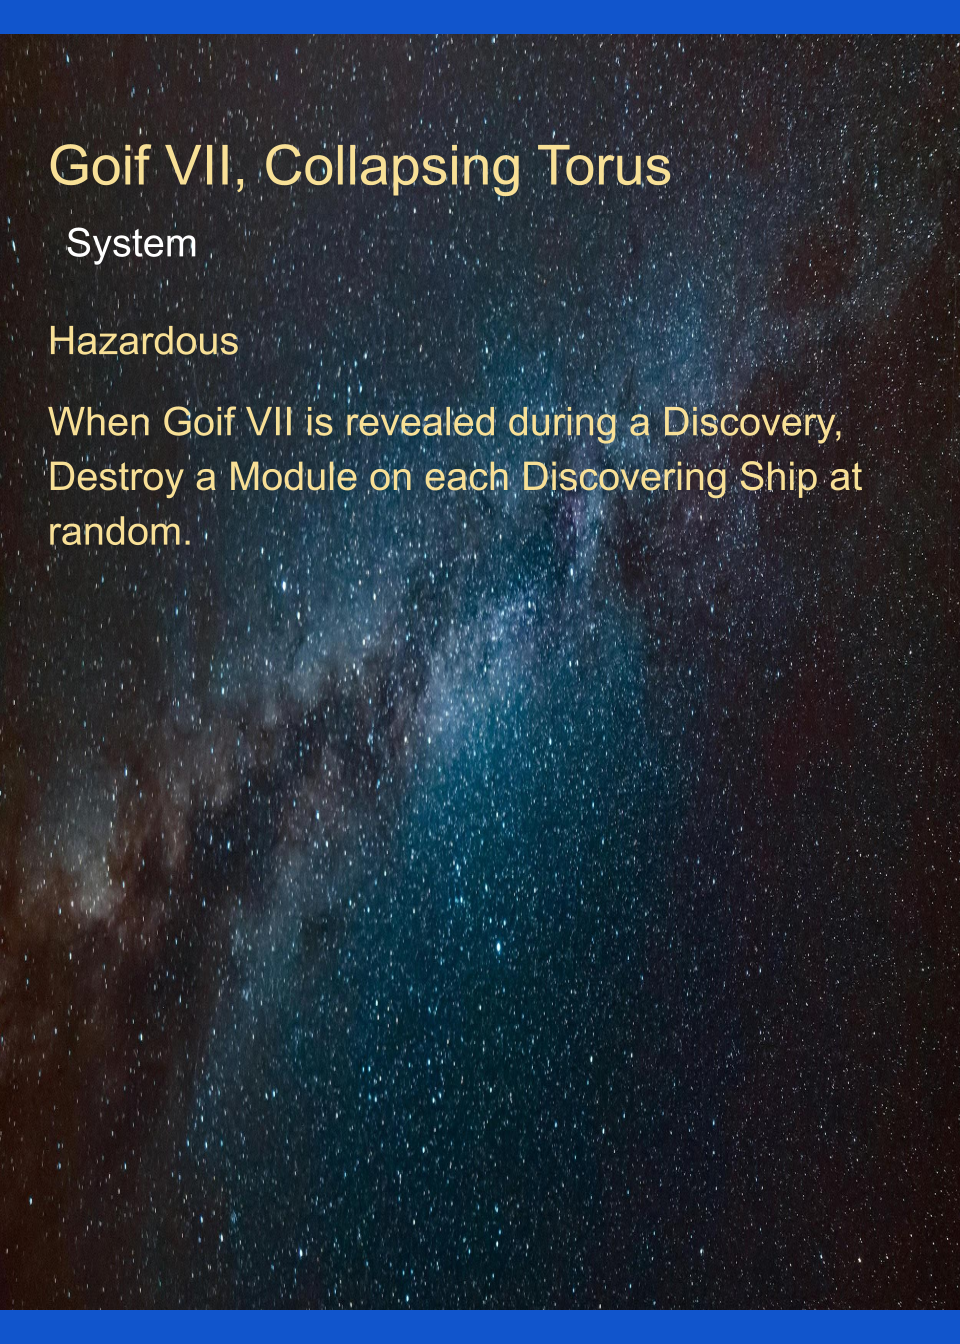 Goif VII, Collapsing Torus
System
Hazardous
When Goif VII is revealed during a Discovery,
Destroy a Module on each Discovering Ship at
random.